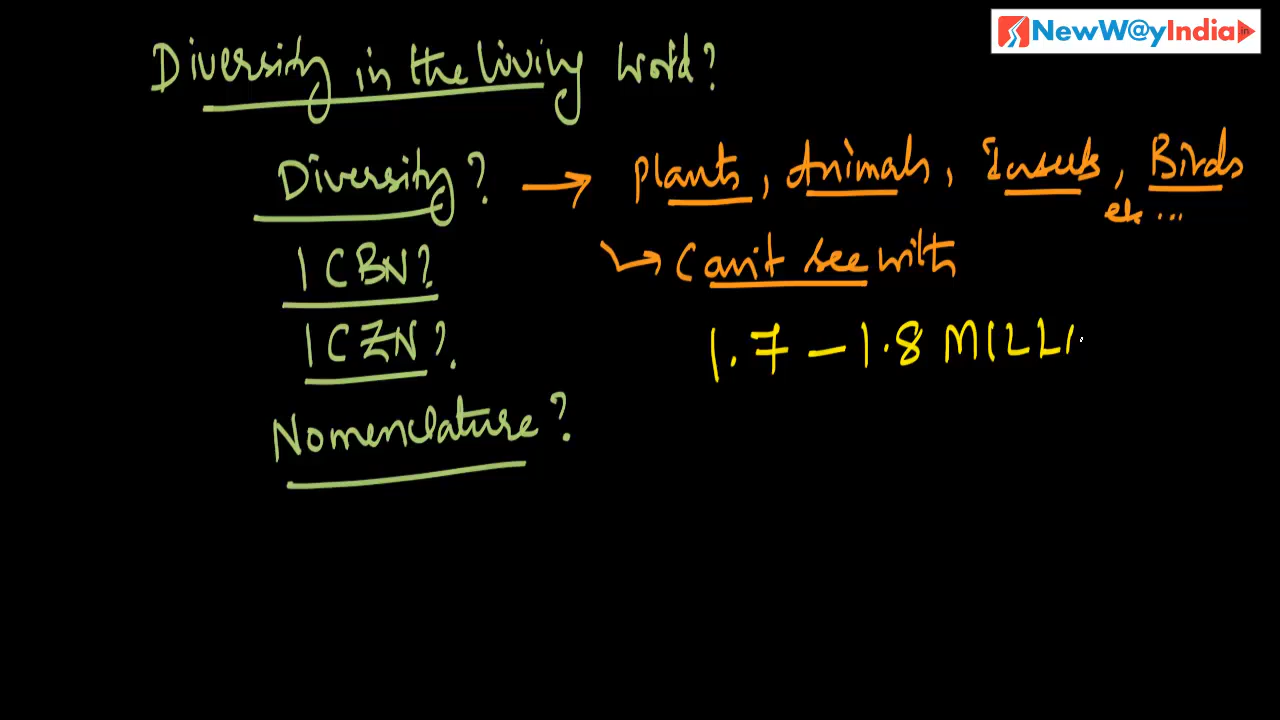 NewW@yIndia
Diversity in the living world?
Diversity? → Plants, Animals, Insects, Birds
etc...
ICBN? → Can't see with
ICZN? 1.7 – 1.8 MILLI
Nomenclature?